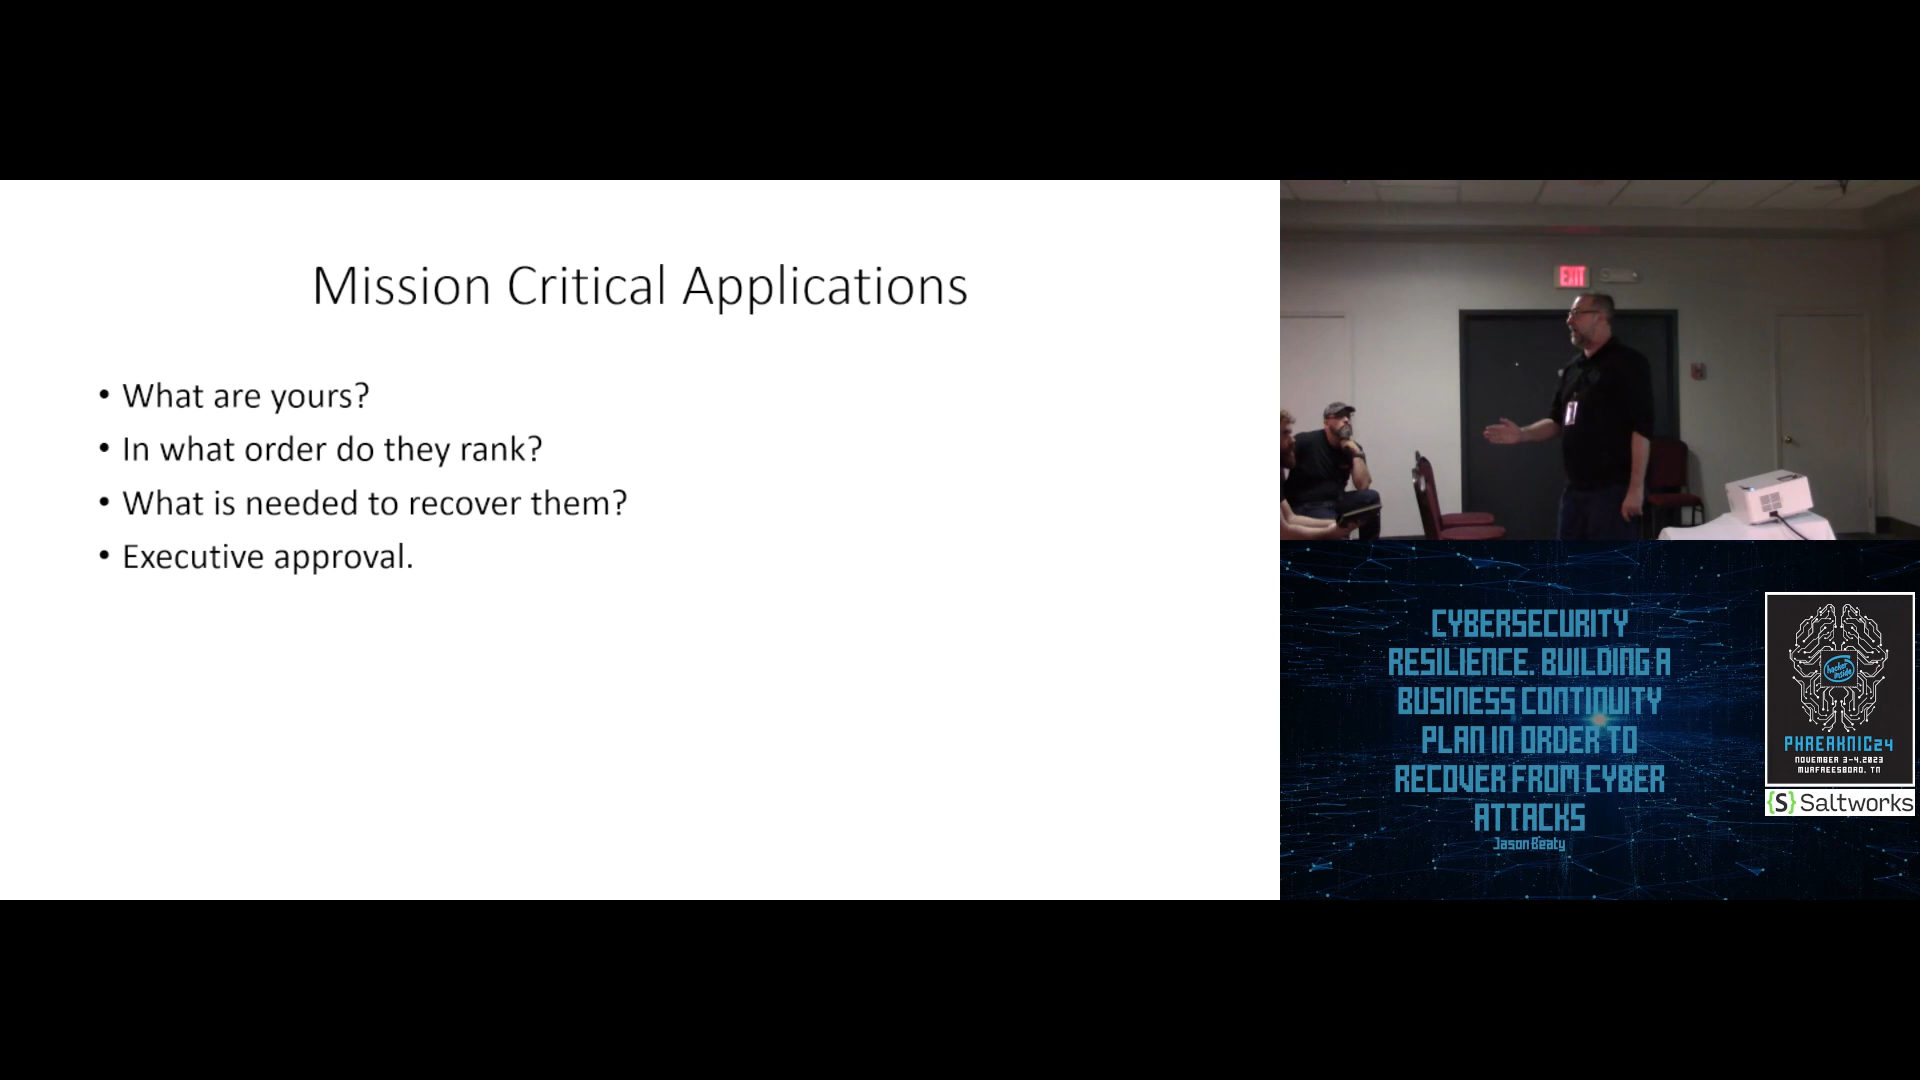 Mission Critical Applications
• What are yours?
• In what order do they rank?
• What is needed to recover them?
• Executive approval.
EXIT
CYBERSECURITY
RESILIENCE. BUILDING A
BUSINESS CONTINUITY
PLAN IN ORDER TO
RECOVER FROM CYBER
ATTACKS
Jason Beaty
hacker
inside
PHREAKNIC24
NOVEMBER 3-4,2023
MURFREESBORO, TN
{S} Saltworks